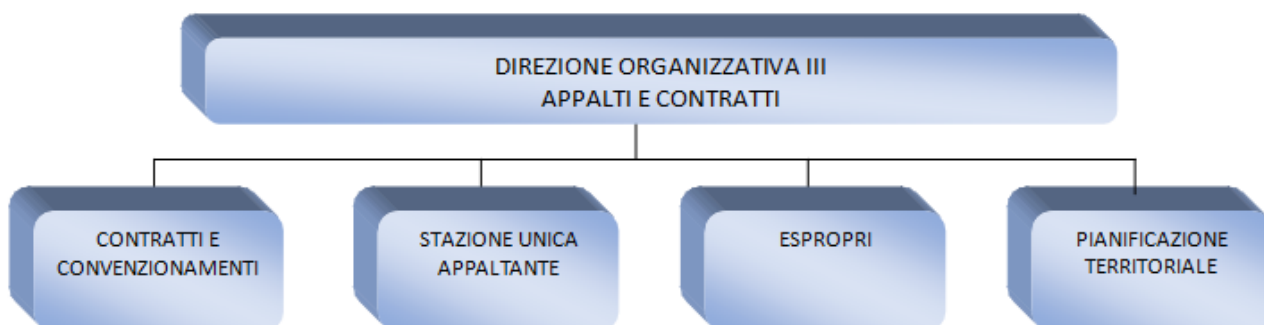 DIREZIONE ORGANIZZATIVA III
APPALTI E CONTRATTI
CONTRATTI E
CONVENZIONAMENTI
STAZIONE UNICA
APPALTANTE
ESPROPRI
PIANIFICAZIONE
TERRITORIALE